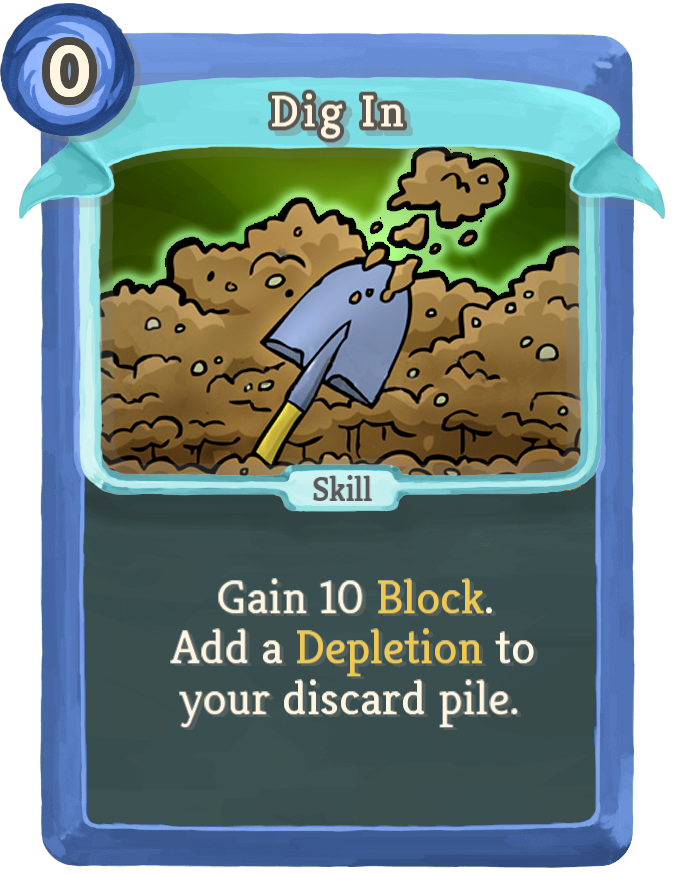 0
Dig In
Skill
Gain 10 Block.
Add a Depletion to
your discard pile.